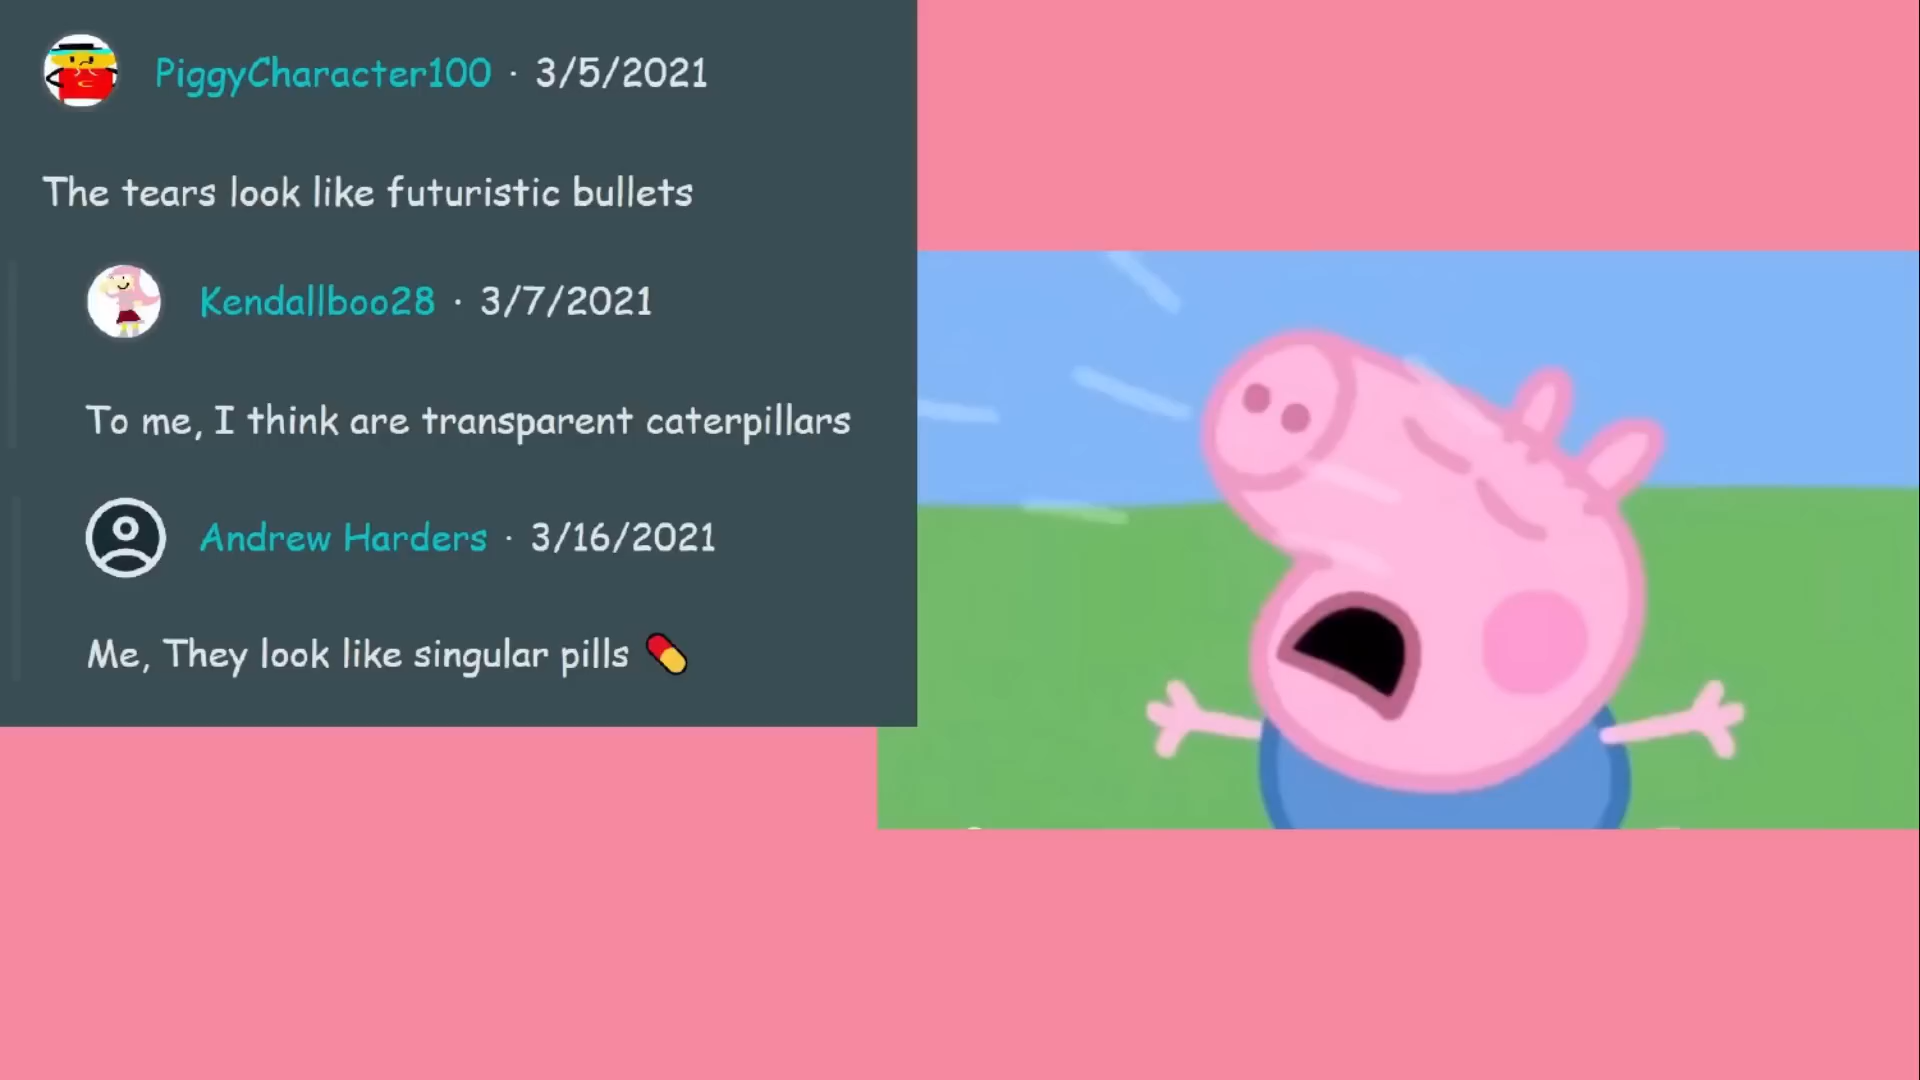 PiggyCharacter100 · 3/5/2021
The tears look like futuristic bullets
Kendallboo28 · 3/7/2021
To me, I think are transparent caterpillars
Andrew Harders · 3/16/2021
Me, They look like singular pills 💊